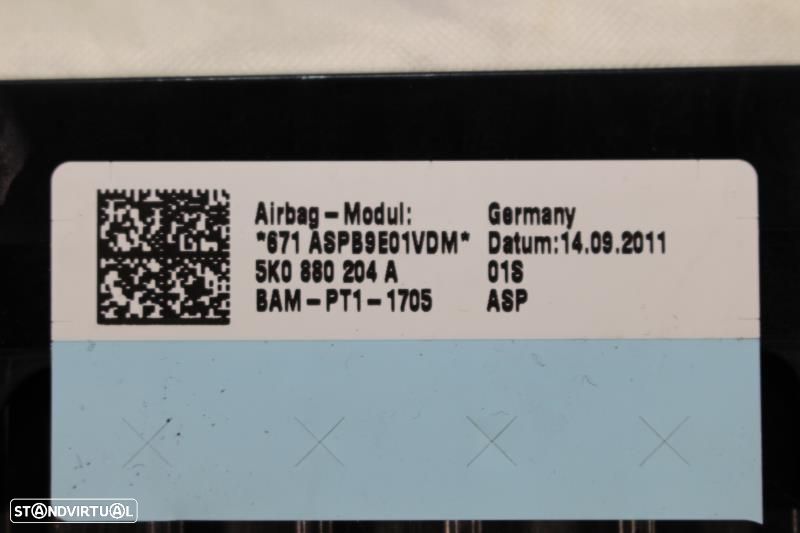 Airbag-Modul: Germany
*671 ASPB9E01VDM* Datum:14.09.2011
5K0 880 204 A 01S
BAM-PT1-1705 ASP
STANDVIRTUAL